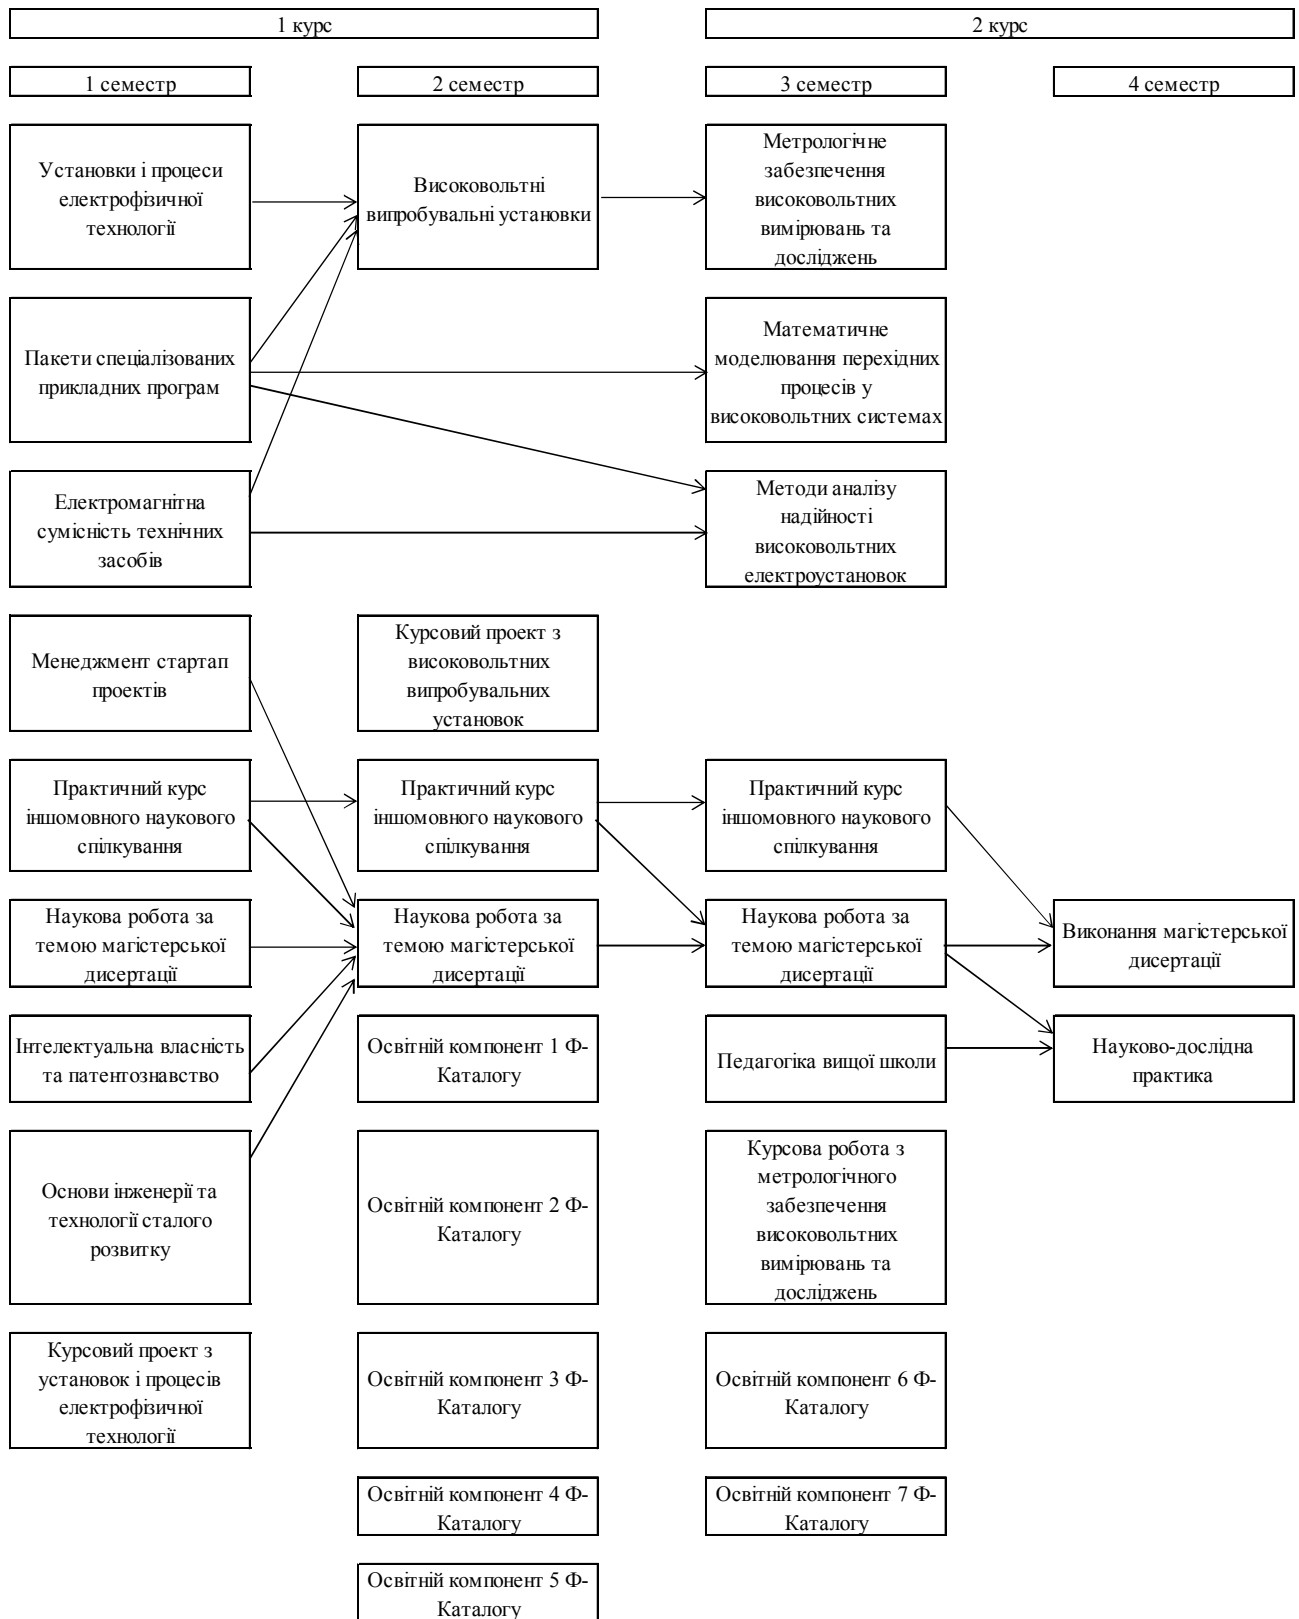 1 курс
2 курс
1 семестр
2 семестр
3 семестр
4 семестр
Установки і процеси
електрофізичної
технології
Високовольтні
випробувальні установки
Метрологічне
забезпечення
високовольтних
вимірювань та
досліджень
Пакети спеціалізованих
прикладних програм
Математичне
моделювання перехідних
процесів у
високовольтних системах
Електромагнітна
сумісність технічних
засобів
Методи аналізу
надійності
високовольтних
електроустановок
Менеджмент стартап
проектів
Курсовий проект з
високовольтних
випробувальних
установок
Практичний курс
іншомовного наукового
спілкування
Практичний курс
іншомовного наукового
спілкування
Практичний курс
іншомовного наукового
спілкування
Наукова робота за
темою магістерської
дисертації
Наукова робота за
темою магістерської
дисертації
Наукова робота за
темою магістерської
дисертації
Виконання магістерської
дисертації
Інтелектуальна власність
та патентознавство
Освітній компонент 1 Ф-
Каталогу
Педагогіка вищої школи
Науково-дослідна
практика
Основи інженерії та
технології сталого
розвитку
Освітній компонент 2 Ф-
Каталогу
Курсова робота з
метрологічного
забезпечення
високовольтних
вимірювань та
досліджень
Курсовий проект з
установок і процесів
електрофізичної
технології
Освітній компонент 3 Ф-
Каталогу
Освітній компонент 6 Ф-
Каталогу
Освітній компонент 4 Ф-
Каталогу
Освітній компонент 7 Ф-
Каталогу
Освітній компонент 5 Ф-
Каталогу